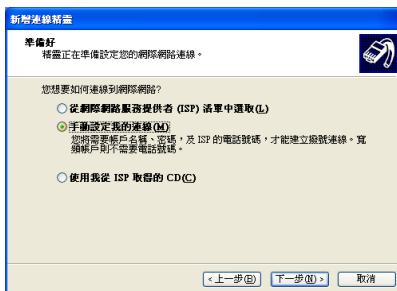 新增連線精靈
準備好
精靈正在準備設定您的網際網路連線。
您想要如何連線到網際網路?
從網際網路服務提供者 (ISP) 清單中選取(L)
手動設定我的連線(M)
您將需要帳戶名稱、密碼，及 ISP 的電話號碼，才能建立撥號連線。寬
頻帳戶則不需要電話號碼。
使用我從 ISP 取得的 CD(C)
<上一步(B) 下一步(N)> 取消